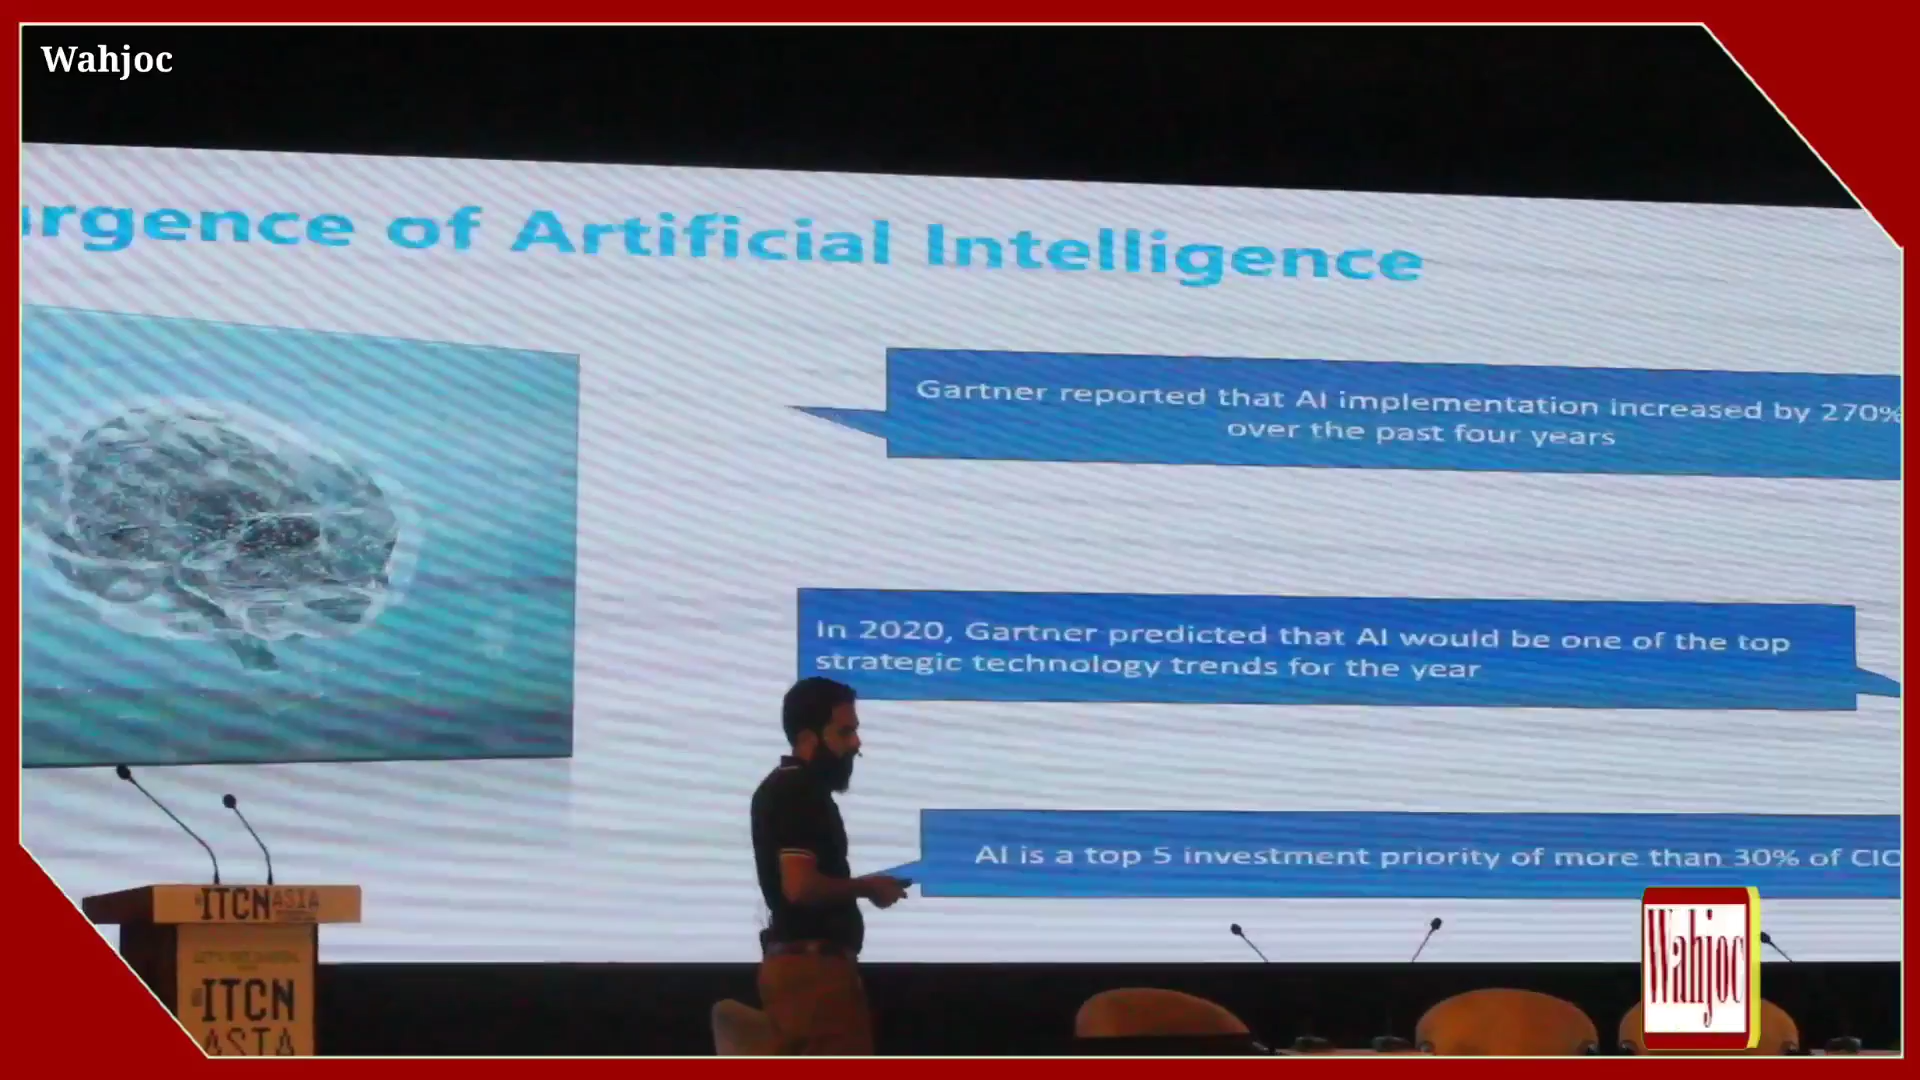 Wahjoc
rgence of Artificial Intelligence
Gartner reported that AI implementation increased by 270%
over the past four years
In 2020, Gartner predicted that AI would be one of the top
strategic technology trends for the year
AI is a top 5 investment priority of more than 30% of CIO
ITCN ASIA
ITCN
ASIA
Wahjoc